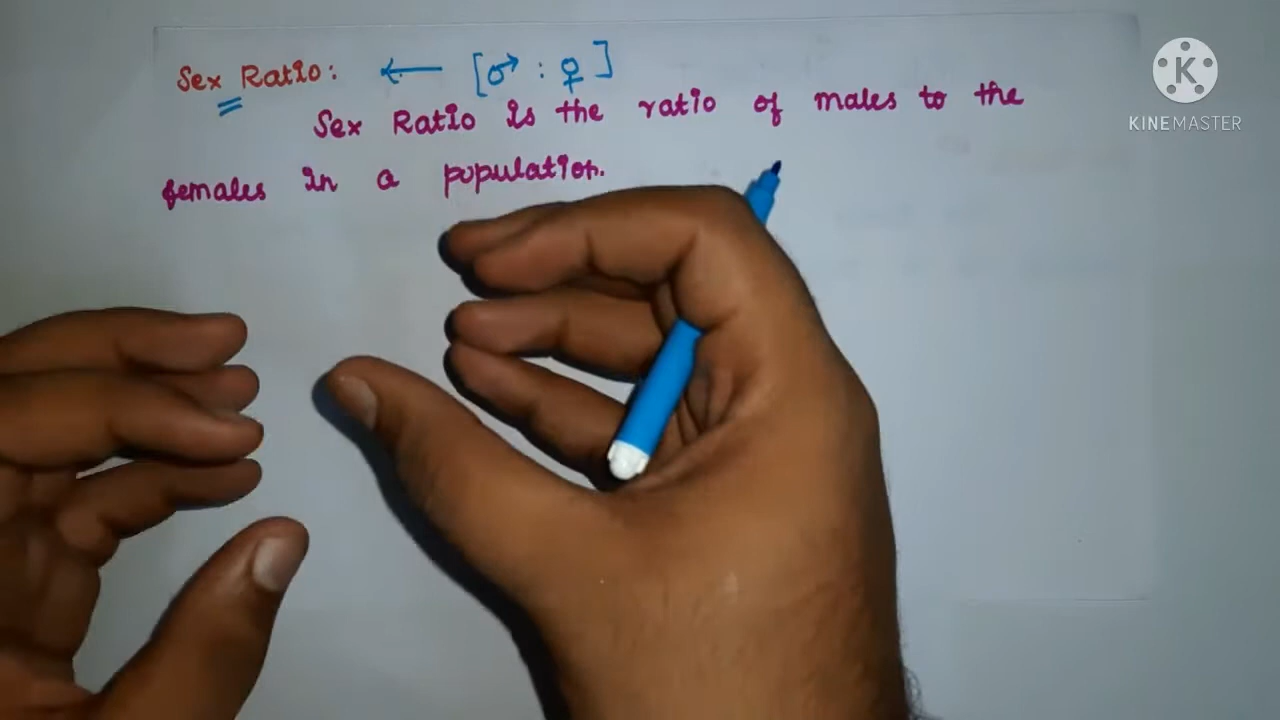 Sex Ratio: ← [♂ : ♀]
Sex Ratio is the ratio of males to the
females in a population.
K
KINEMASTER